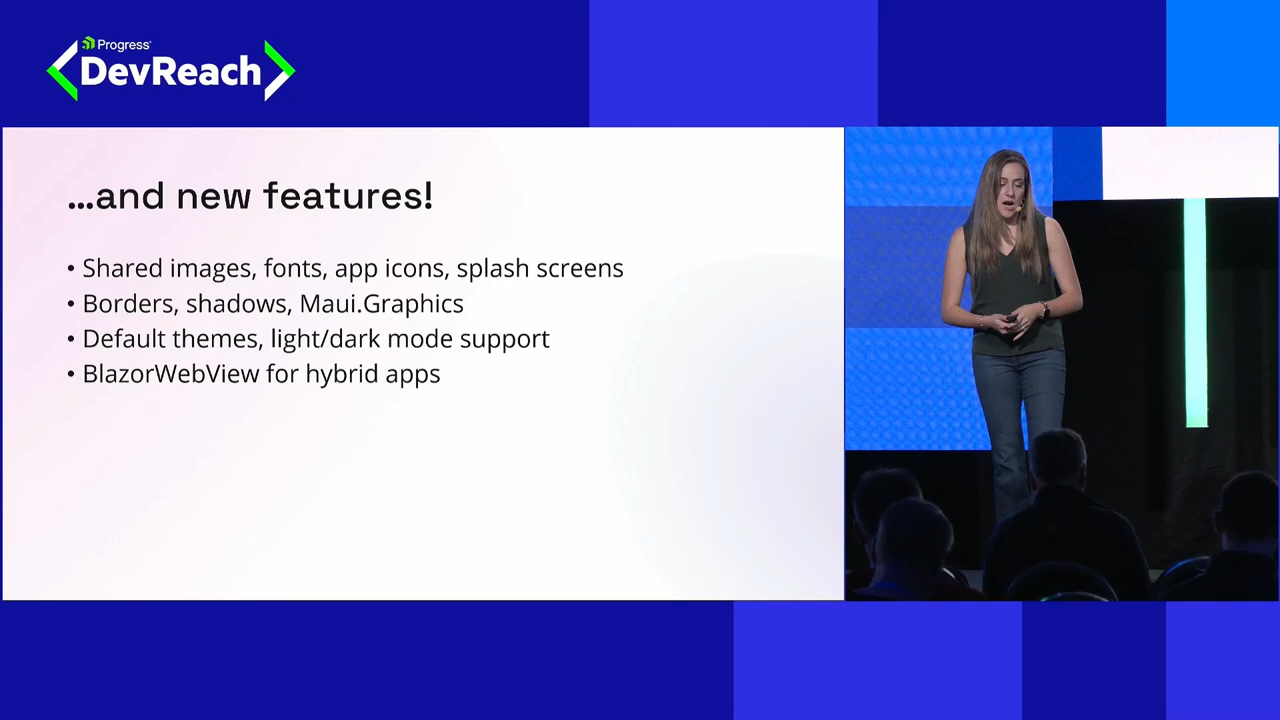 Progress
DevReach
...and new features!
• Shared images, fonts, app icons, splash screens
• Borders, shadows, Maui.Graphics
• Default themes, light/dark mode support
• BlazorWebView for hybrid apps